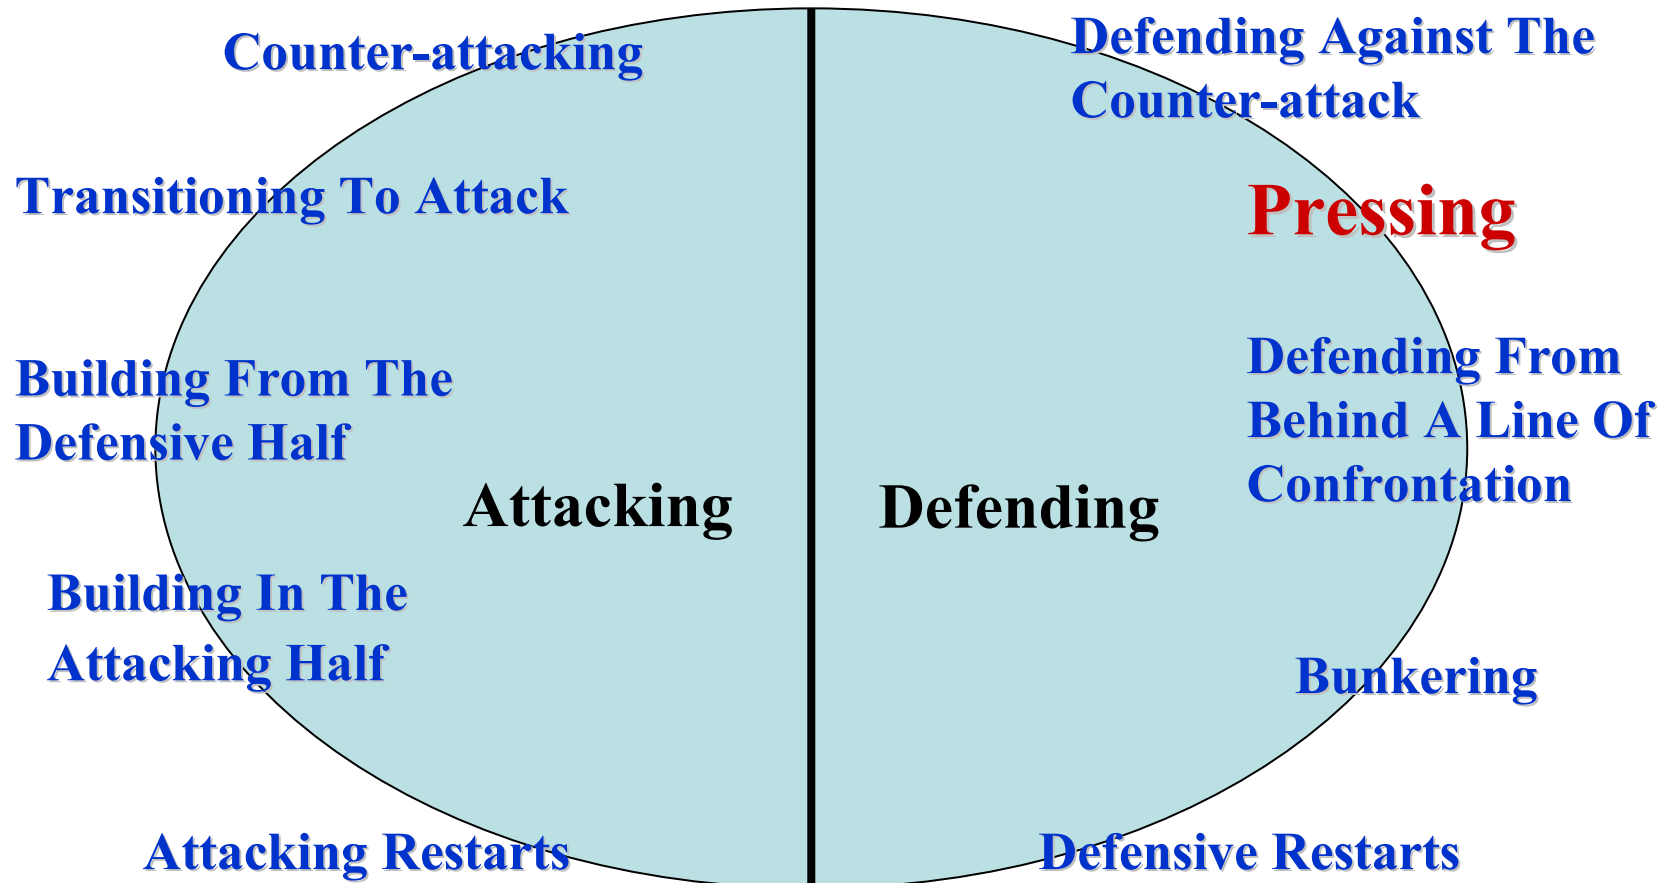 Counter-attacking
Transitioning To Attack
Building From The
Defensive Half
Attacking
Building In The
Attacking Half
Attacking Restarts
Defending Against The
Counter-attack
Pressing
Defending From
Behind A Line Of
Confrontation
Defending
Bunkering
Defensive Restarts